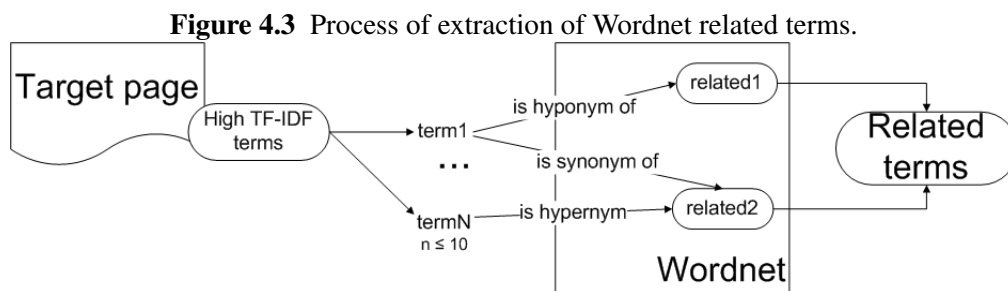 Figure 4.3 Process of extraction of Wordnet related terms.
Target page
High TF-IDF
terms
term1
...
termN
n ≤ 10
is hyponym of
is synonym of
is hypernym
related1
related2
Wordnet
Related
terms